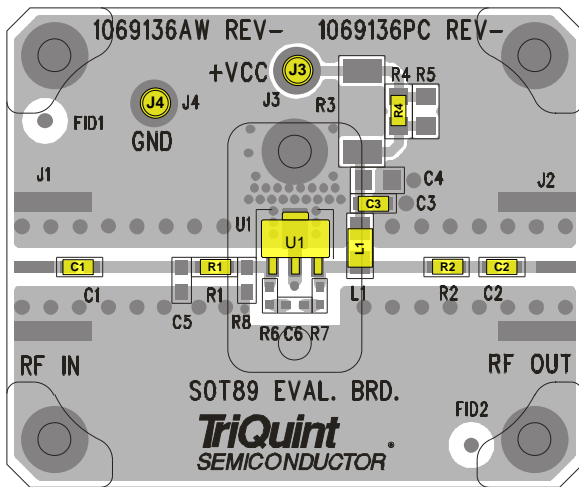 1069136AW REV- 1069136PC REV-
+VCC J3
J3
R4 R5
R4
R3
J4 J4
GND
FID1
J1
J2
C4
C3 C3
U1
U1
L1
C1 R1 R2 C2
C1 C5 R1 R8 L1 R2 C2
R6 C6 R7
RF IN RF OUT
SOT89 EVAL. BRD.
FID2
TriQuint
SEMICONDUCTOR